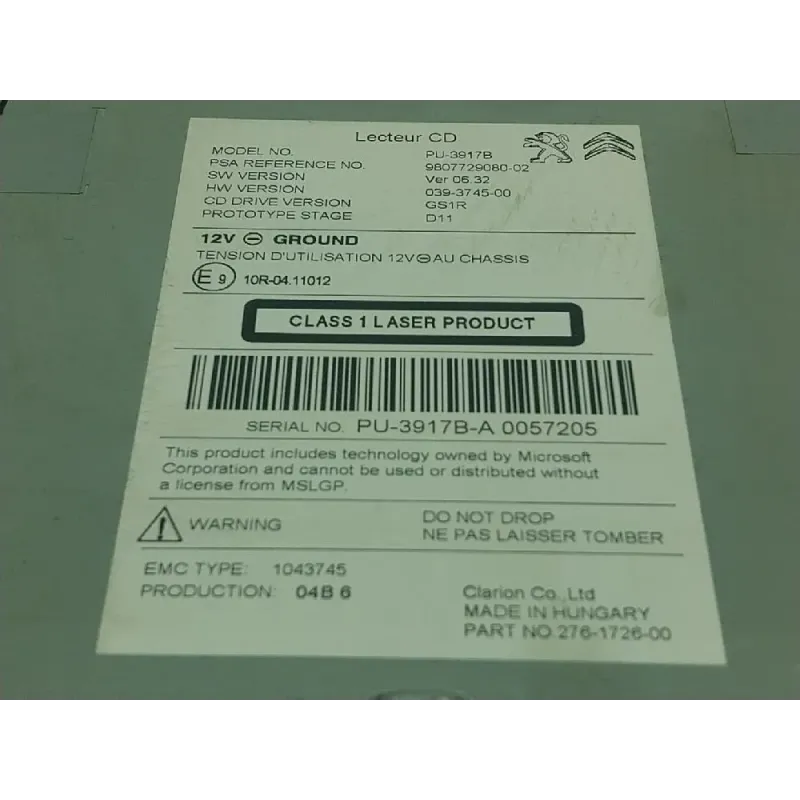 Lecteur CD
MODEL NO. PU-3917B
PSA REFERENCE NO. 9807729080-02
SW VERSION Ver 06.32
HW VERSION 039-3745-00
CD DRIVE VERSION GS1R
PROTOTYPE STAGE D11
12V ⊖ GROUND
TENSION D'UTILISATION 12V⊖AU CHASSIS
E 9 10R-04.11012
CLASS 1 LASER PRODUCT
SERIAL NO. PU-3917B-A 0057205
This product includes technology owned by Microsoft
Corporation and cannot be used or distributed without
a license from MSLGP.
WARNING DO NOT DROP
NE PAS LAISSER TOMBER
EMC TYPE: 1043745
PRODUCTION: 04B 6 Clarion Co.,Ltd
MADE IN HUNGARY
PART NO.276-1726-00